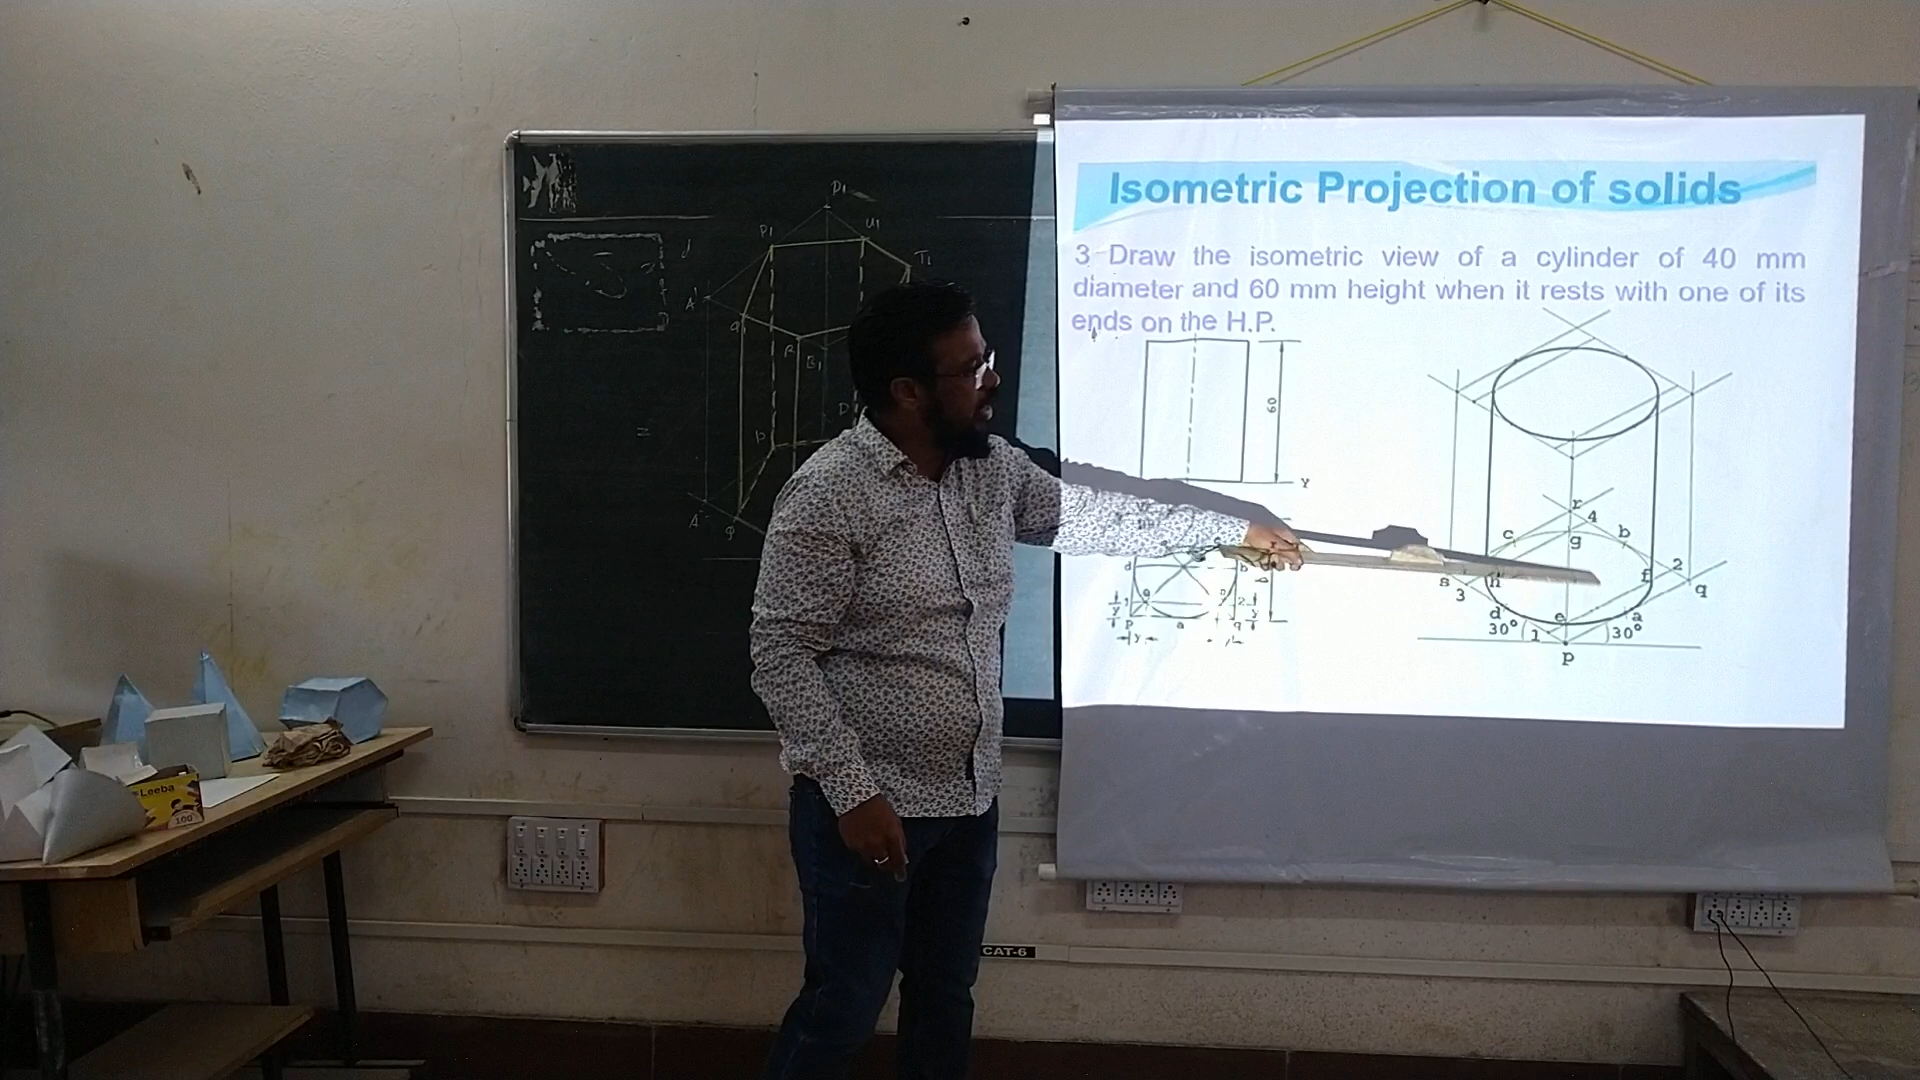 Isometric Projection of solids
3 Draw the isometric view of a cylinder of 40 mm
diameter and 60 mm height when it rests with one of its
ends on the H.P.
60
Y
d
b
P
a
q
y
r
4
c
g
b
s
h
f
2
q
3
d
e
a
30°
1
30°
P
P1
U1
T1
A'
R
B1
D
Leeba
100
CAT-6